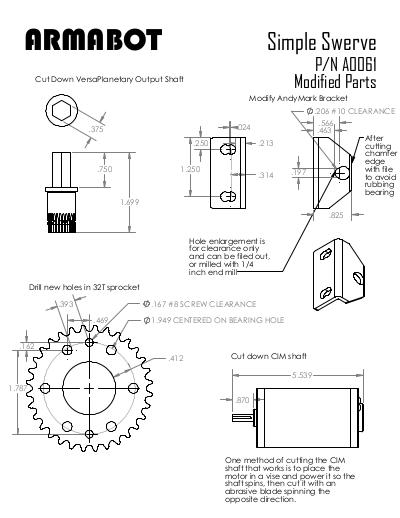 ARMABOT
Simple Swerve
P/N A0061
Modified Parts
Cut Down VersaPlanetary Output Shaft
.375
.750
1.699
Modify AndyMark Bracket
Ø .206 #10 CLEARANCE
.024
.566
.463
.250
.213
1.250
.314
.197
.825
After
cutting
chamfer
edge
with file
to avoid
rubbing
bearing
Hole enlargement is
for clearance only
and can be filled out,
or milled with 1/4
inch end mill
Drill new holes in 32T sprocket
.393
.469
Ø .167 #8 SCREW CLEARANCE
Ø 1.949 CENTERED ON BEARING HOLE
.162
.412
1.787
Cut down CIM shaft
5.539
.870
One method of cutting the CIM
shaft that works is to place the
motor in a vise and power it so the
shaft spins, then cut it with an
abrasive blade spinning the
opposite direction.